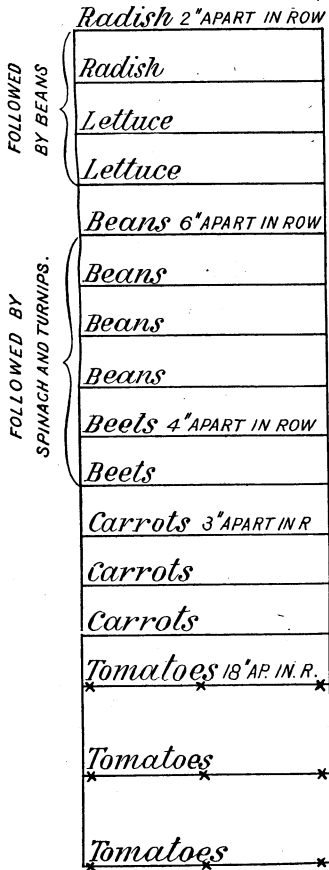 Radish 2" APART IN ROW
FOLLOWED
BY BEANS
Radish
Lettuce
Lettuce
Beans 6" APART IN ROW
FOLLOWED BY
SPINACH AND TURNIPS.
Beans
Beans
Beans
Beets 4" APART IN ROW
Beets
Carrots 3" APART IN R
Carrots
Carrots
Tomatoes 18" AP. IN. R.
Tomatoes
Tomatoes